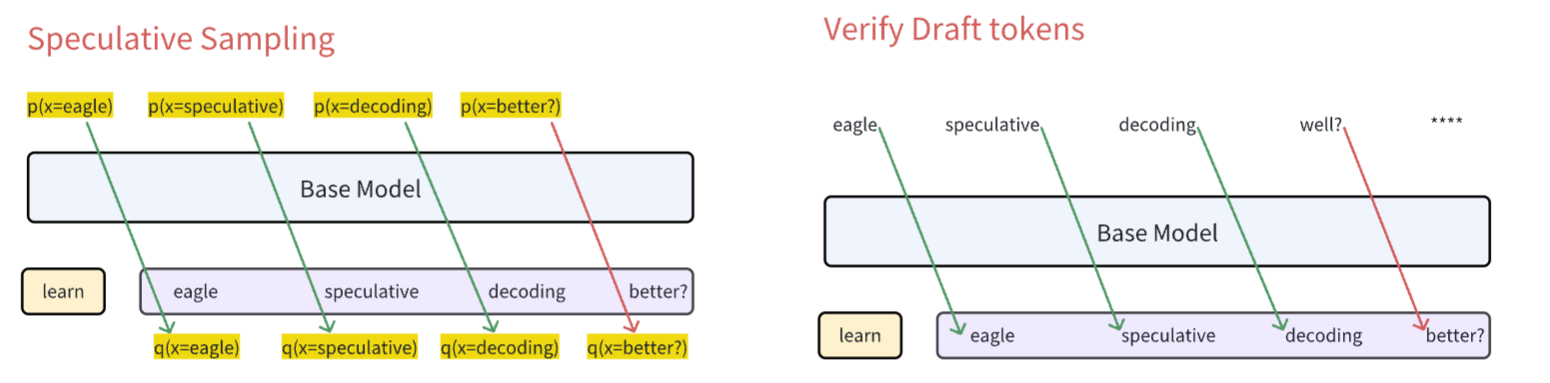 Speculative Sampling
p(x=eagle) p(x=speculative) p(x=decoding) p(x=better?)
Base Model
learn eagle speculative decoding better?
q(x=eagle) q(x=speculative) q(x=decoding) q(x=better?)
Verify Draft tokens
eagle speculative decoding well? ****
Base Model
learn eagle speculative decoding better?